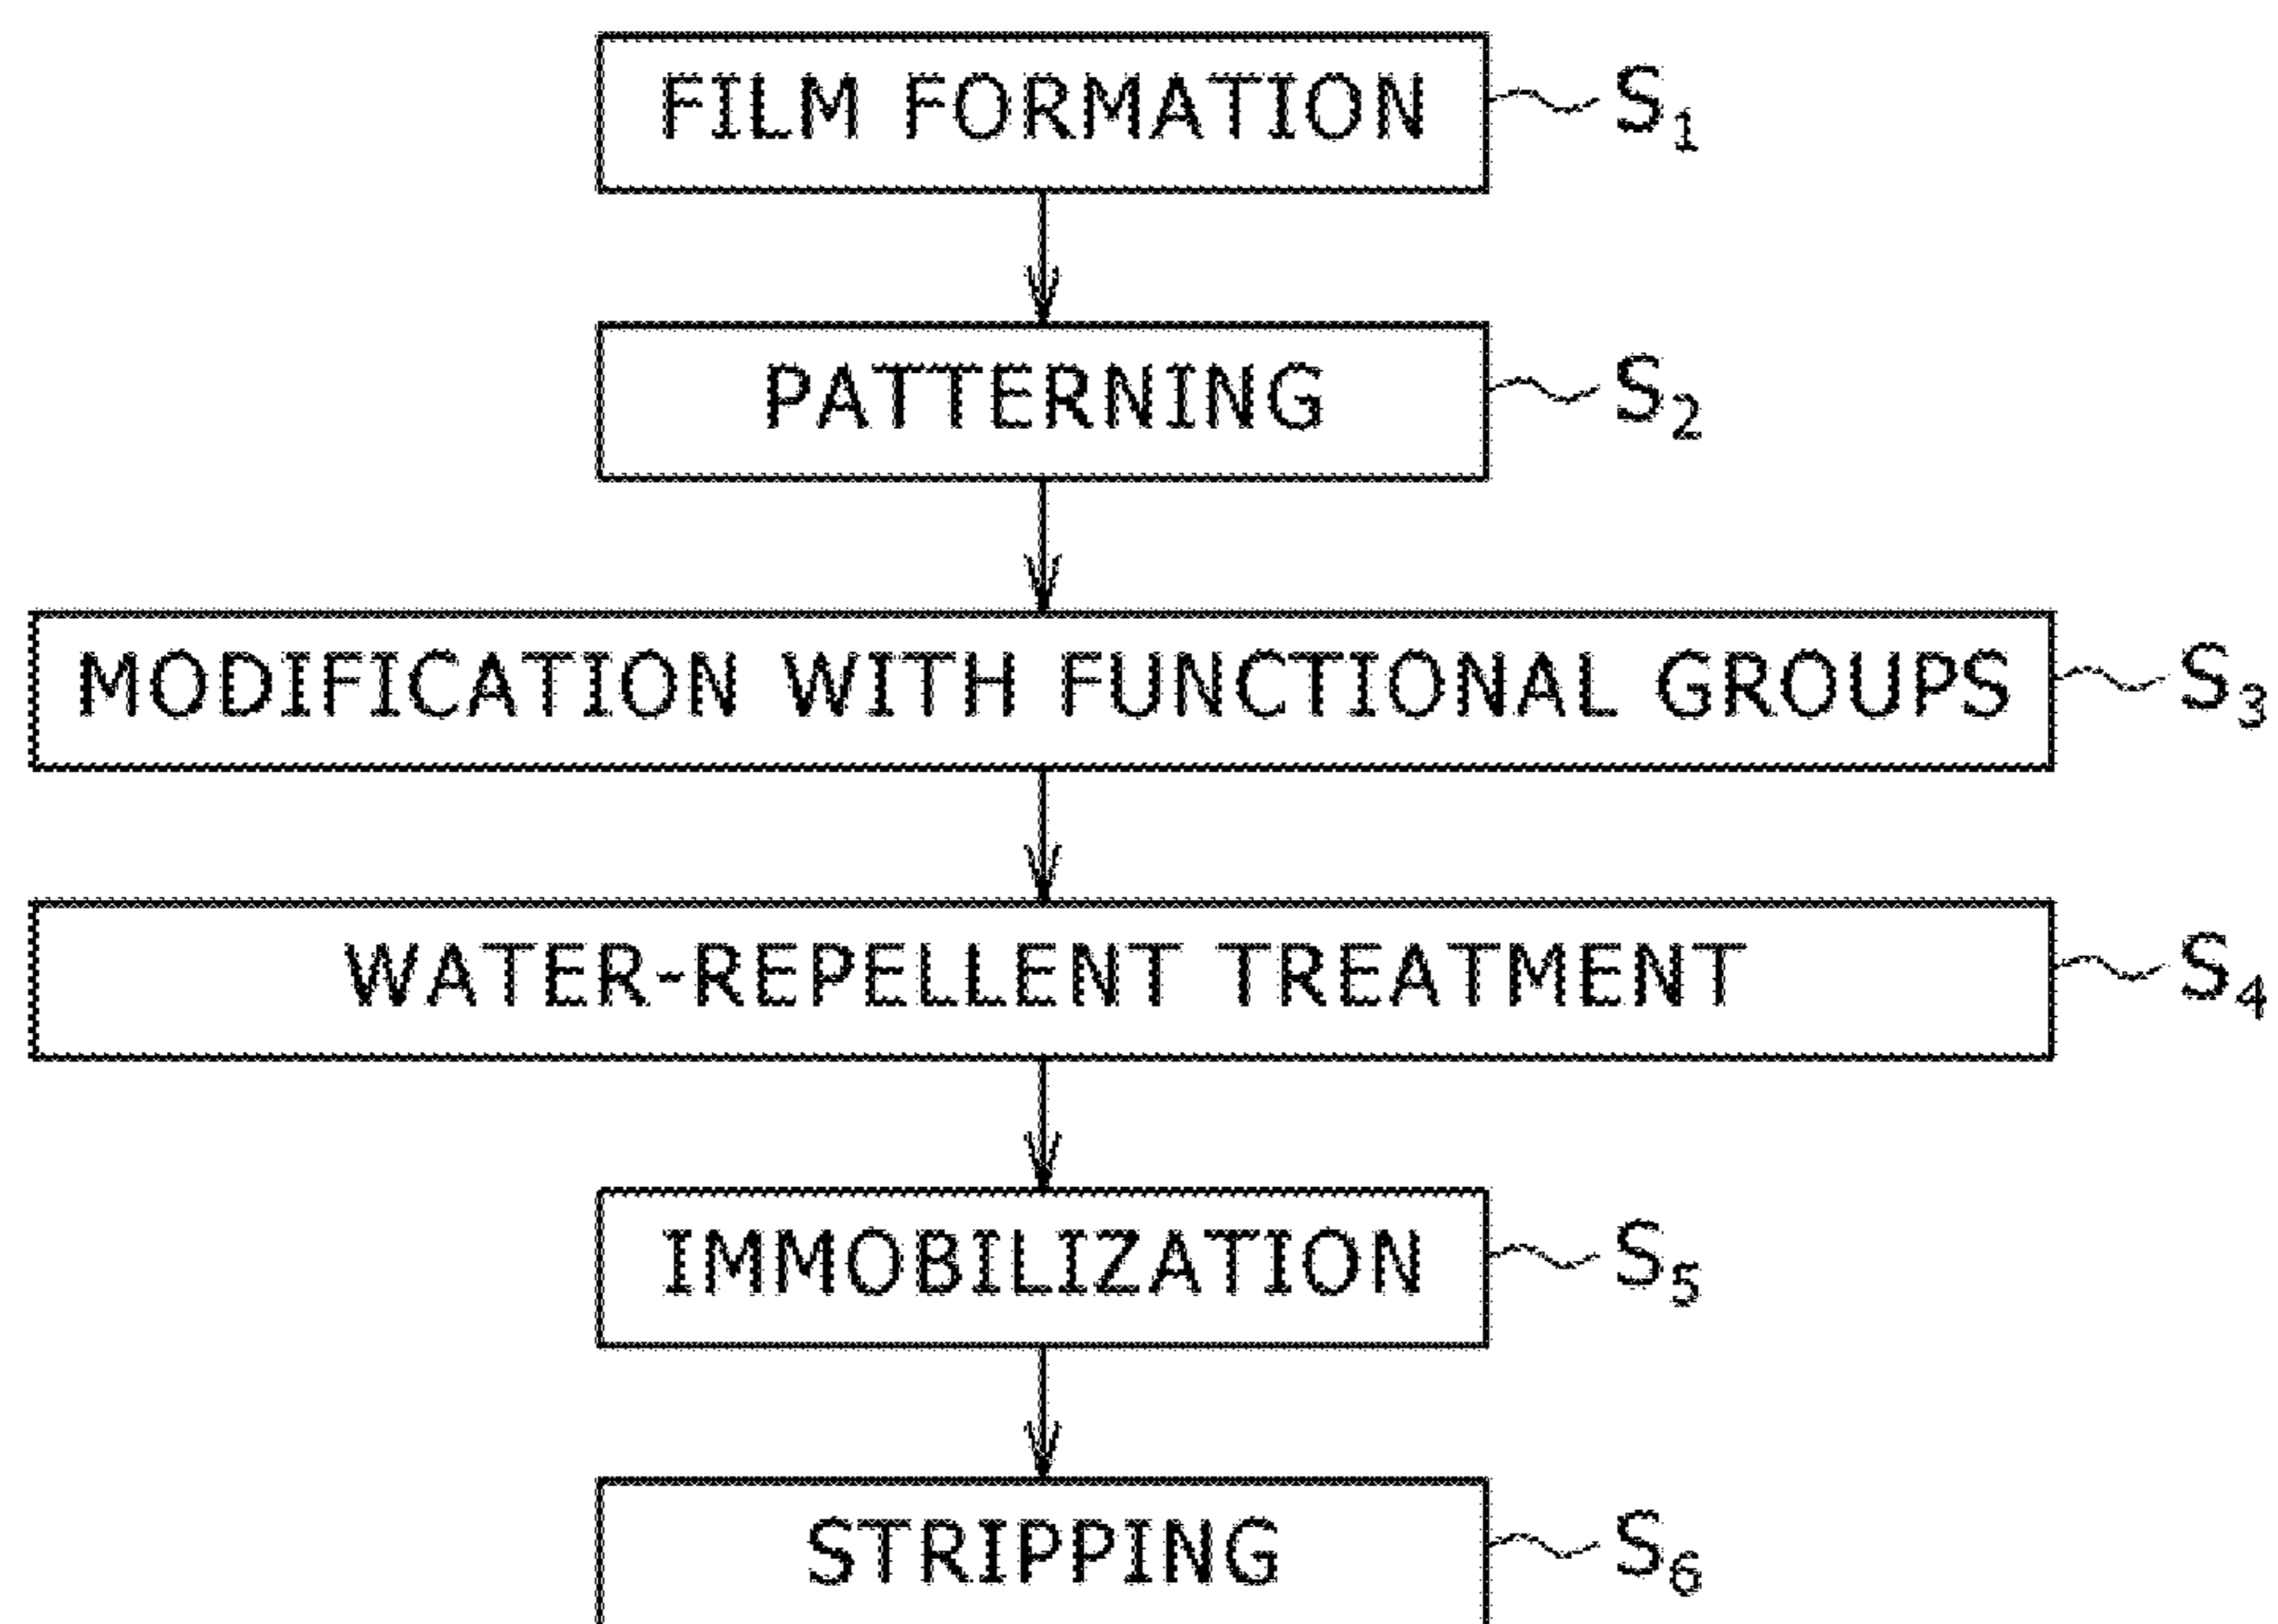 FILM FORMATION S1
PATTERNING S2
MODIFICATION WITH FUNCTIONAL GROUPS S3
WATER-REPELLENT TREATMENT S4
IMMOBILIZATION S5
STRIPPING S6